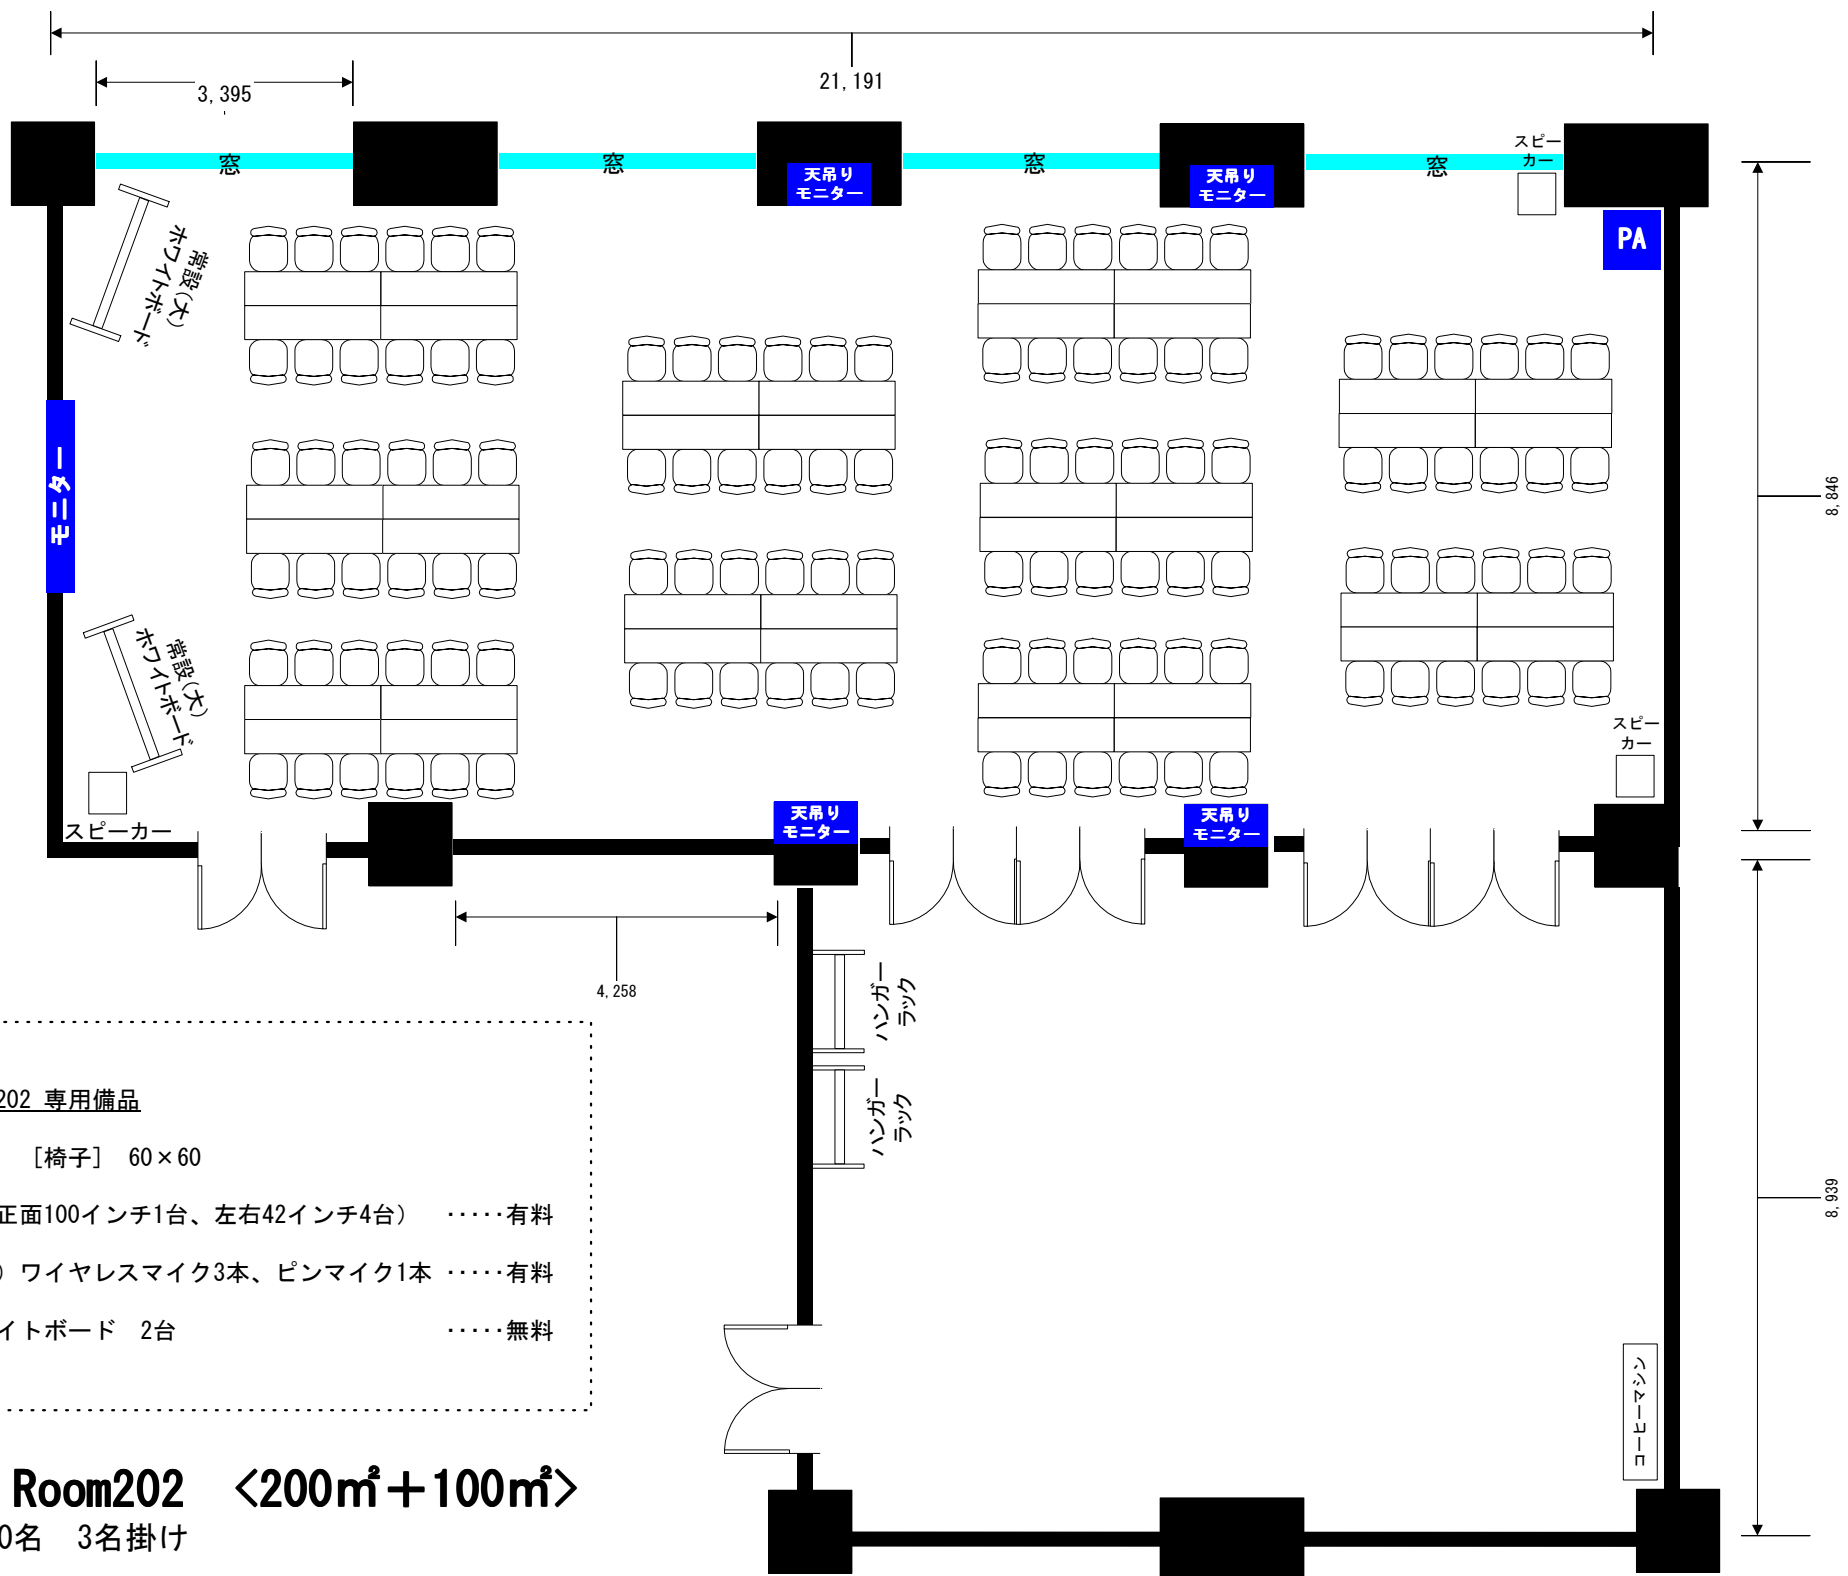 21,191
3,395
窓
窓
窓
窓
天吊り
モニター
天吊り
モニター
スピー
カー
PA
常設(大)
ホワイトボード
モニター
8,846
常設(大)
ホワイトボード
スピー
カー
スピーカー
天吊り
モニター
天吊り
モニター
4,258
ハンガー
ラック
ハンガー
ラック
202 専用備品
[椅子] 60×60
正面100インチ1台、左右42インチ4台) ・・・・・有料
) ワイヤレスマイク3本、ピンマイク1本 ・・・・・有料
イトボード 2台 ・・・・・無料
8,939
コーヒーマシン
Room202 <200㎡+100㎡>
0名 3名掛け